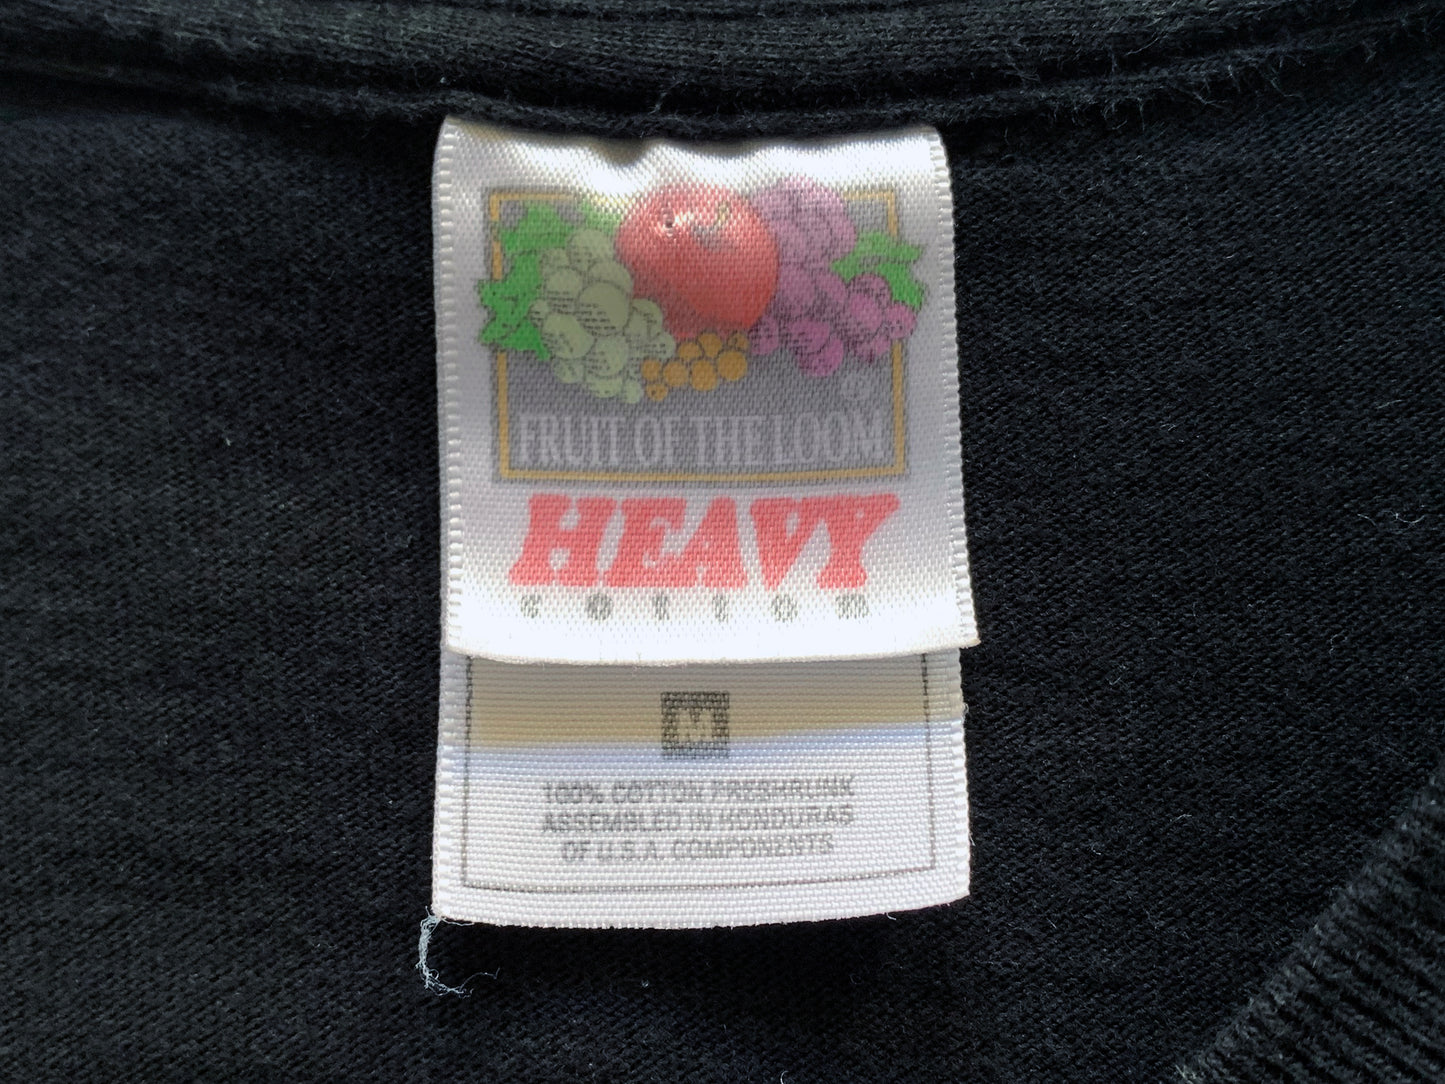 ®
FRUIT OF THE LOOM
HEAVY
COTTON
M
100% COTTON PRESHRUNK
ASSEMBLED IN HONDURAS
OF U.S.A. COMPONENTS